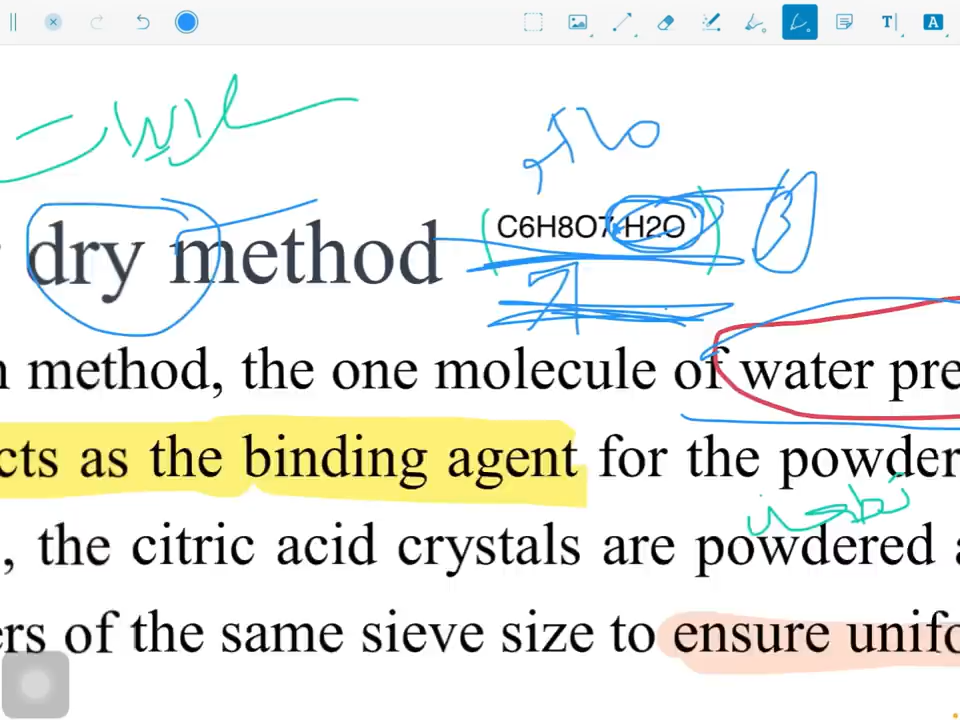 dry method C6H8O7 H2O
method, the one molecule of water pre
cts as the binding agent for the powder
تطحن
, the citric acid crystals are powdered
ers of the same sieve size to ensure unifo